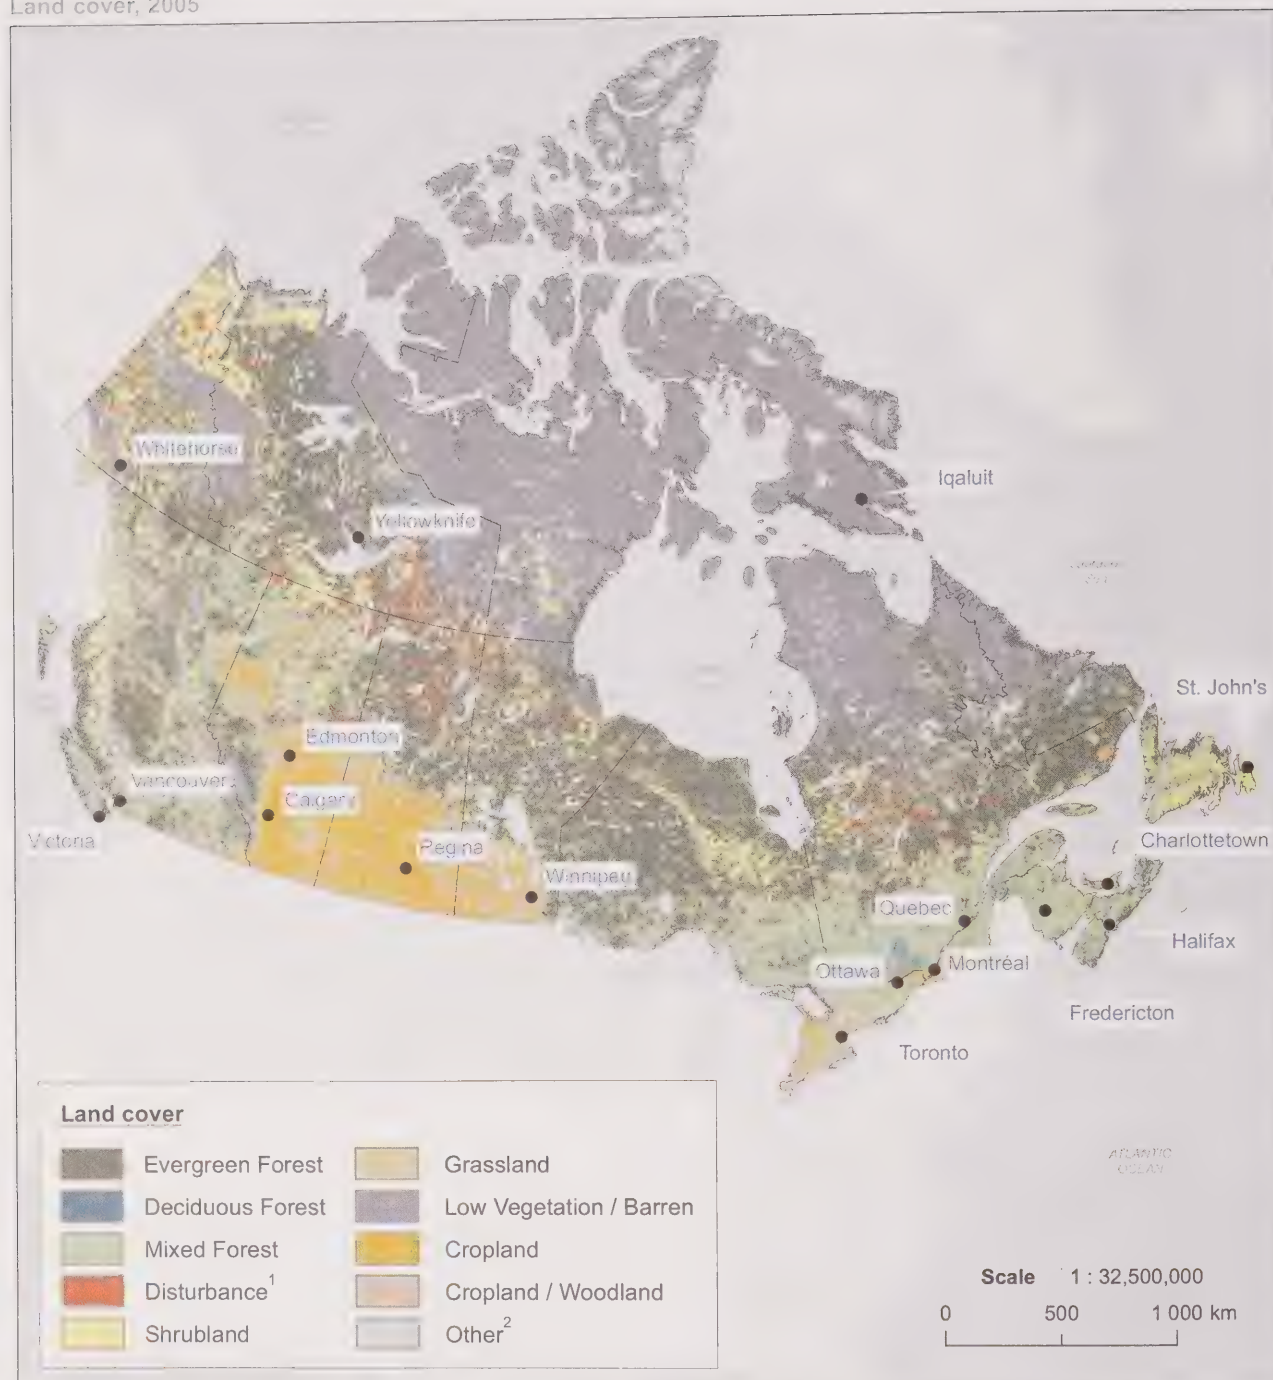 Land cover, 2005
Whitehorse
Iqaluit
Yellowknife
St. John's
Edmonton
Vancouver
Calgary
Victoria
Charlottetown
Regina
Winnipeg
Quebec
Halifax
Ottawa
Montréal
Fredericton
Toronto
Land cover
Evergreen Forest
Grassland
Deciduous Forest
Low Vegetation / Barren
Mixed Forest
Cropland
Disturbance1
Cropland / Woodland
Shrubland
Other2
ATLANTIC
OCEAN
Scale 1 : 32,500,000
0 500 1 000 km